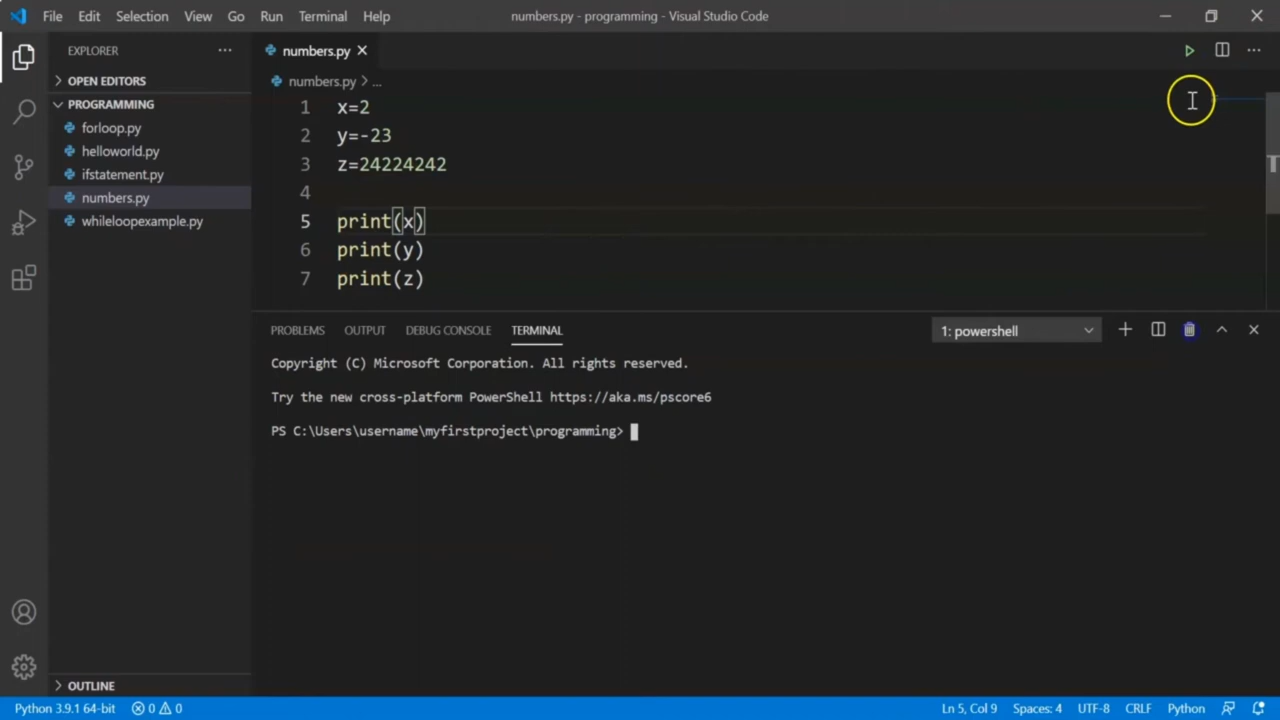 File Edit Selection View Go Run Terminal Help numbers.py - programming - Visual Studio Code
EXPLORER ...
numbers.py
OPEN EDITORS
numbers.py > ...
PROGRAMMING
forloop.py
helloworld.py
ifstatement.py
numbers.py
whileloopexample.py
1 x=2
2 y=-23
3 z=24224242
4
5 print(x)
6 print(y)
7 print(z)
PROBLEMS OUTPUT DEBUG CONSOLE TERMINAL 1: powershell
Copyright (C) Microsoft Corporation. All rights reserved.
Try the new cross-platform PowerShell https://aka.ms/pscore6
PS C:\Users\username\myfirstproject\programming>
OUTLINE
Python 3.9.1 64-bit 0 0 Ln 5, Col 9 Spaces: 4 UTF-8 CRLF Python